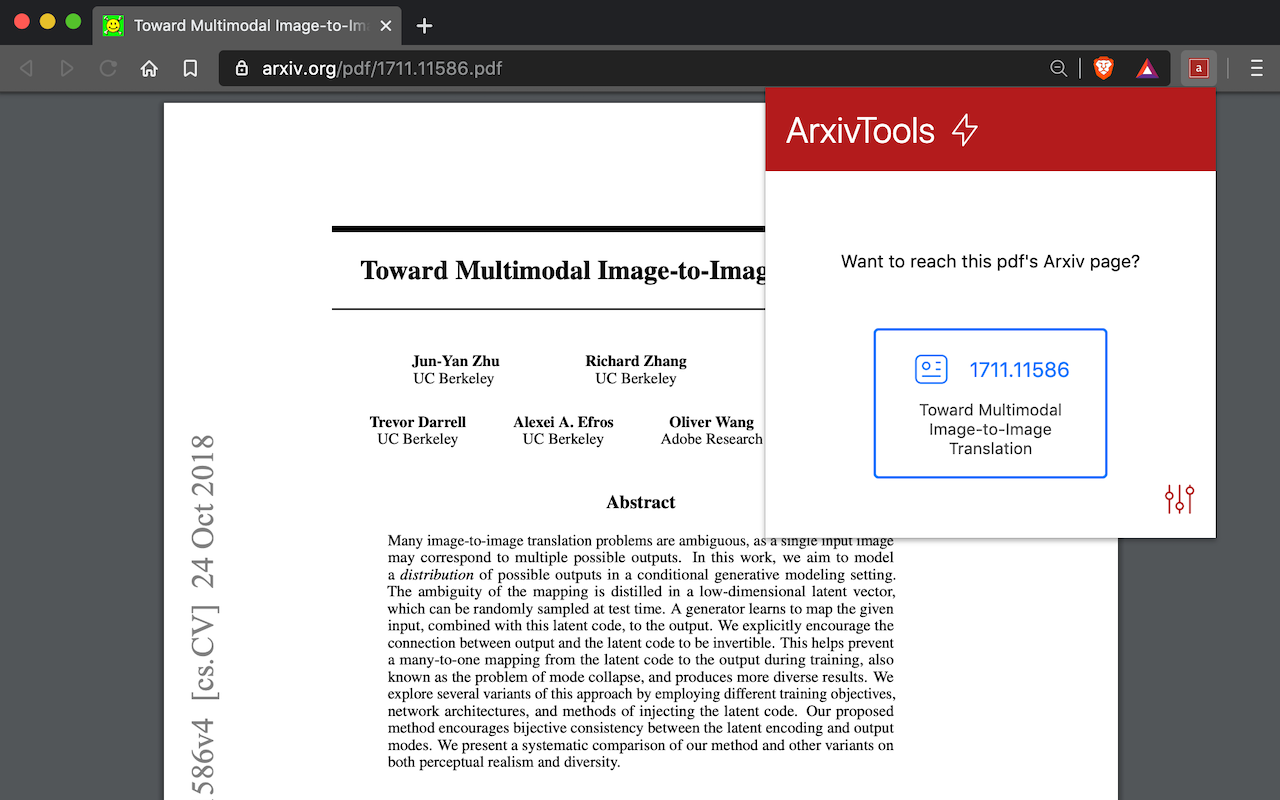 Toward Multimodal Image-to-Im
arxiv.org/pdf/1711.11586.pdf
a
ArxivTools
Want to reach this pdf's Arxiv page?
1711.11586
Toward Multimodal
Image-to-Image
Translation
Toward Multimodal Image-to-Imag
Jun-Yan Zhu
UC Berkeley
Richard Zhang
UC Berkeley
Trevor Darrell
UC Berkeley
Alexei A. Efros
UC Berkeley
Oliver Wang
Adobe Research
Abstract
Many image-to-image translation problems are ambiguous, as a single input image
may correspond to multiple possible outputs. In this work, we aim to model
a distribution of possible outputs in a conditional generative modeling setting.
The ambiguity of the mapping is distilled in a low-dimensional latent vector,
which can be randomly sampled at test time. A generator learns to map the given
input, combined with this latent code, to the output. We explicitly encourage the
connection between output and the latent code to be invertible. This helps prevent
a many-to-one mapping from the latent code to the output during training, also
known as the problem of mode collapse, and produces more diverse results. We
explore several variants of this approach by employing different training objectives,
network architectures, and methods of injecting the latent code. Our proposed
method encourages bijective consistency between the latent encoding and output
modes. We present a systematic comparison of our method and other variants on
both perceptual realism and diversity.
586v4 [cs.CV] 24 Oct 2018